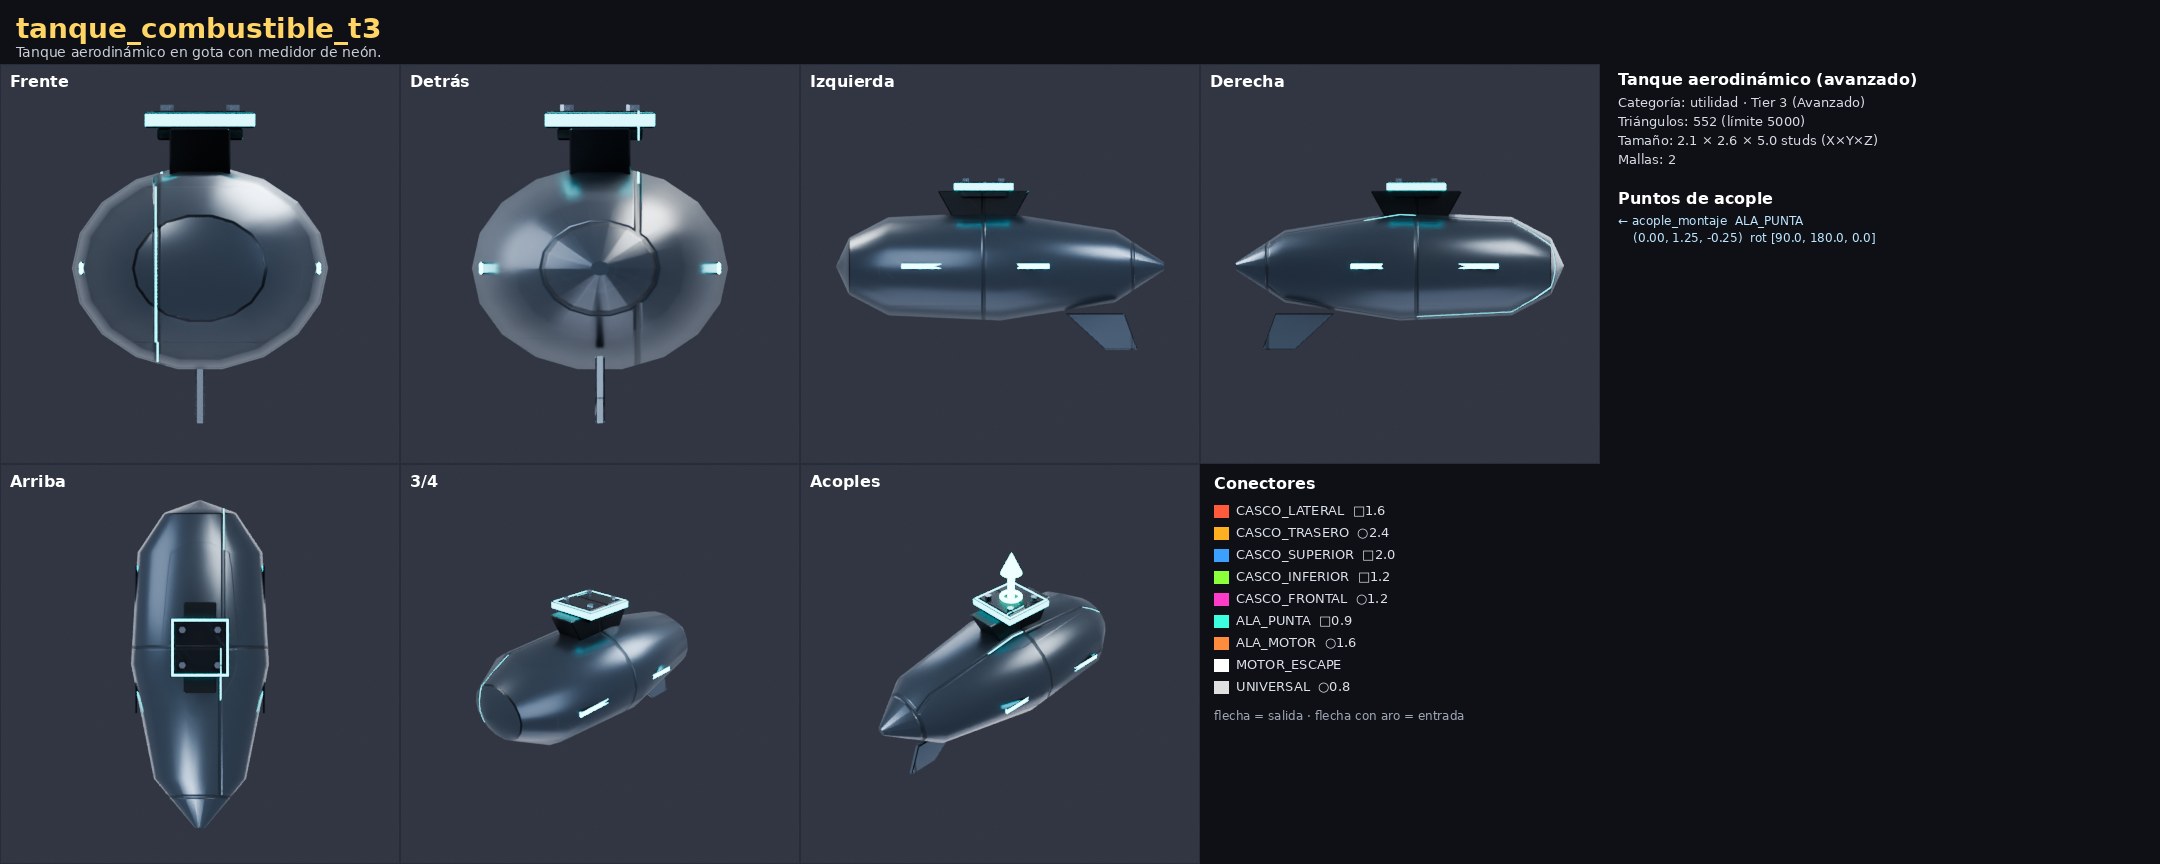 tanque_combustible_t3
Tanque aerodinámico en gota con medidor de neón.
Frente
Detrás
Izquierda
Derecha
Tanque aerodinámico (avanzado)
Categoría: utilidad · Tier 3 (Avanzado)
Triángulos: 552 (límite 5000)
Tamaño: 2.1 × 2.6 × 5.0 studs (X×Y×Z)
Mallas: 2
Puntos de acople
← acople_montaje ALA_PUNTA
(0.00, 1.25, -0.25) rot [90.0, 180.0, 0.0]
Arriba
3/4
Acoples
Conectores
CASCO_LATERAL □1.6
CASCO_TRASERO ○2.4
CASCO_SUPERIOR □2.0
CASCO_INFERIOR □1.2
CASCO_FRONTAL ○1.2
ALA_PUNTA □0.9
ALA_MOTOR ○1.6
MOTOR_ESCAPE
UNIVERSAL ○0.8
flecha = salida · flecha con aro = entrada